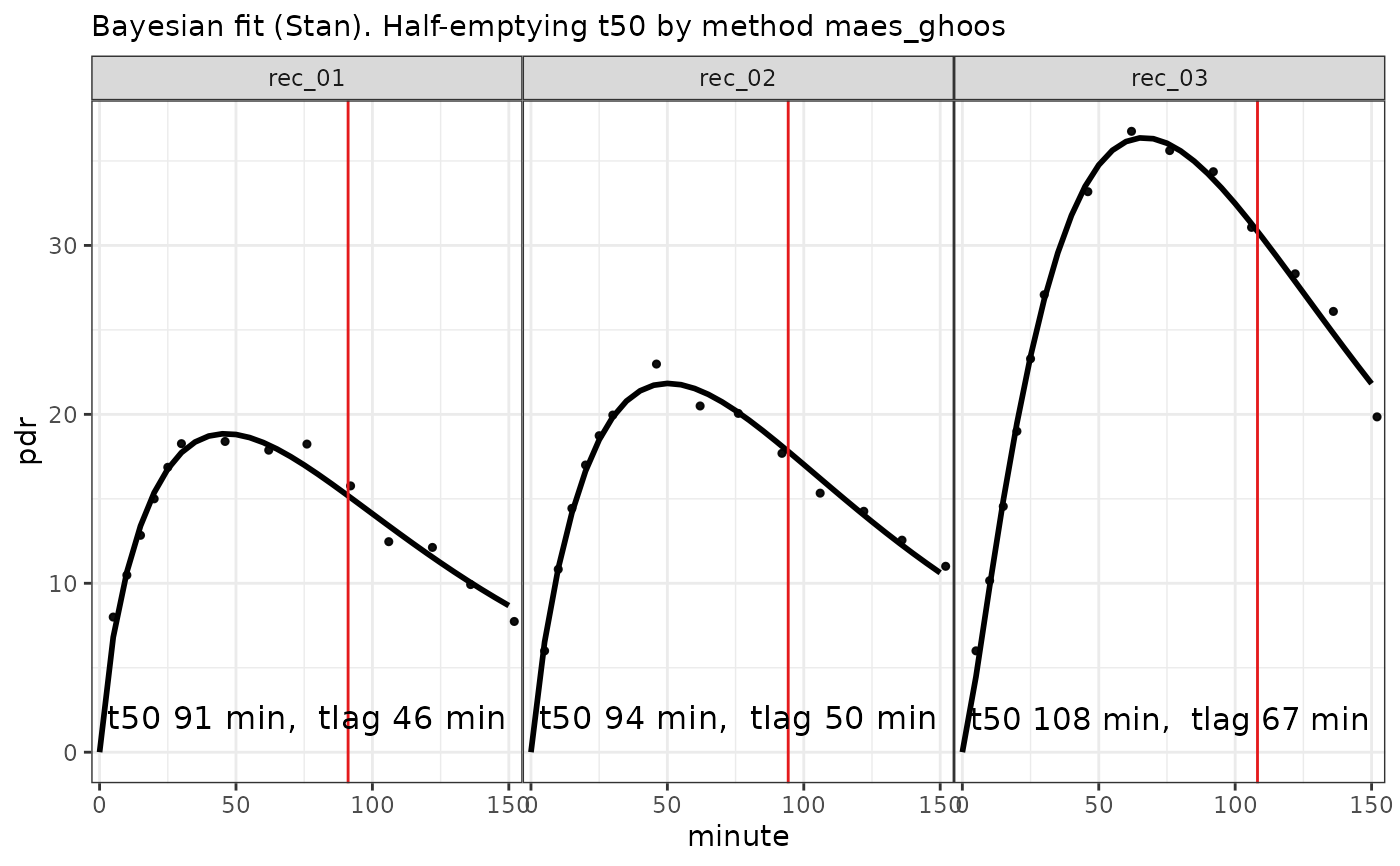 Bayesian fit (Stan). Half-emptying t50 by method maes_ghoos
rec_01
rec_02
rec_03
pdr
30
20
10
0
t50 91 min,  tlag 46 min
t50 94 min,  tlag 50 min
t50 108 min,  tlag 67 min
0 50 100 150
0 50 100 150
0 50 100 150
minute